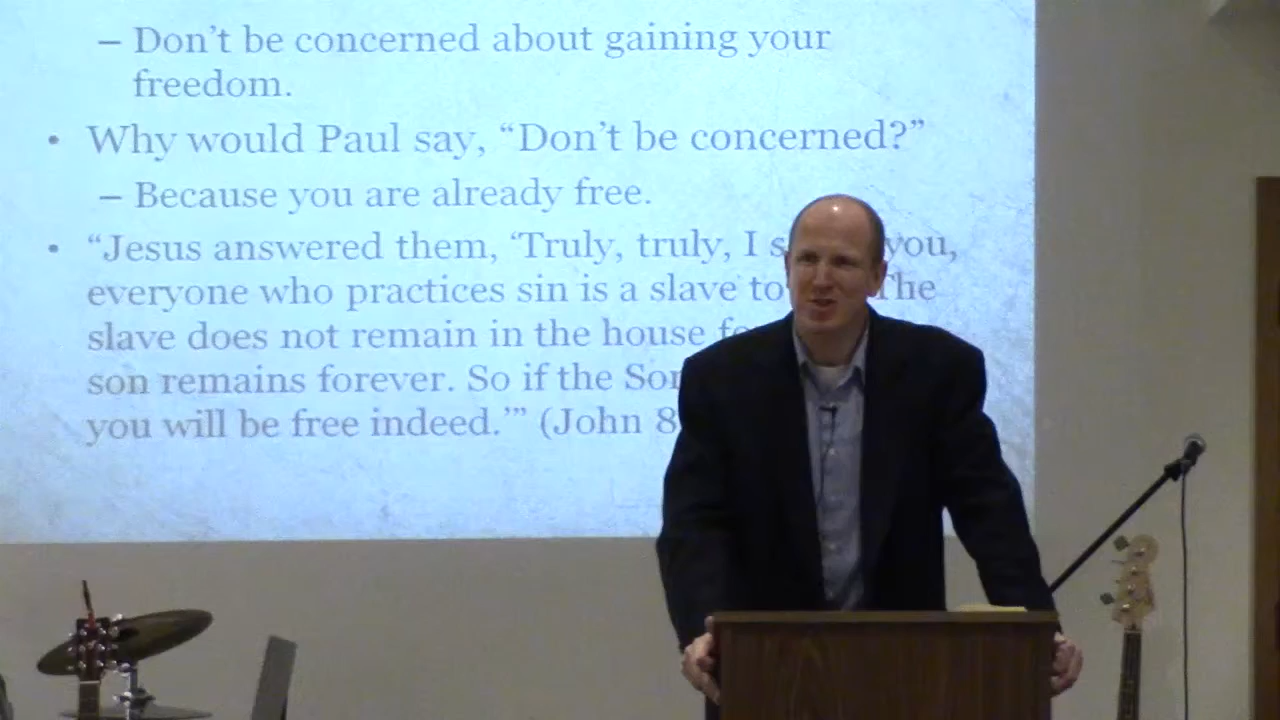 – Don’t be concerned about gaining your
freedom.
• Why would Paul say, “Don’t be concerned?”
– Because you are already free.
• “Jesus answered them, ‘Truly, truly, I you,
everyone who practices sin is a slave to The
slave does not remain in the house
son remains forever. So if the Son
you will be free indeed.’” (John 8